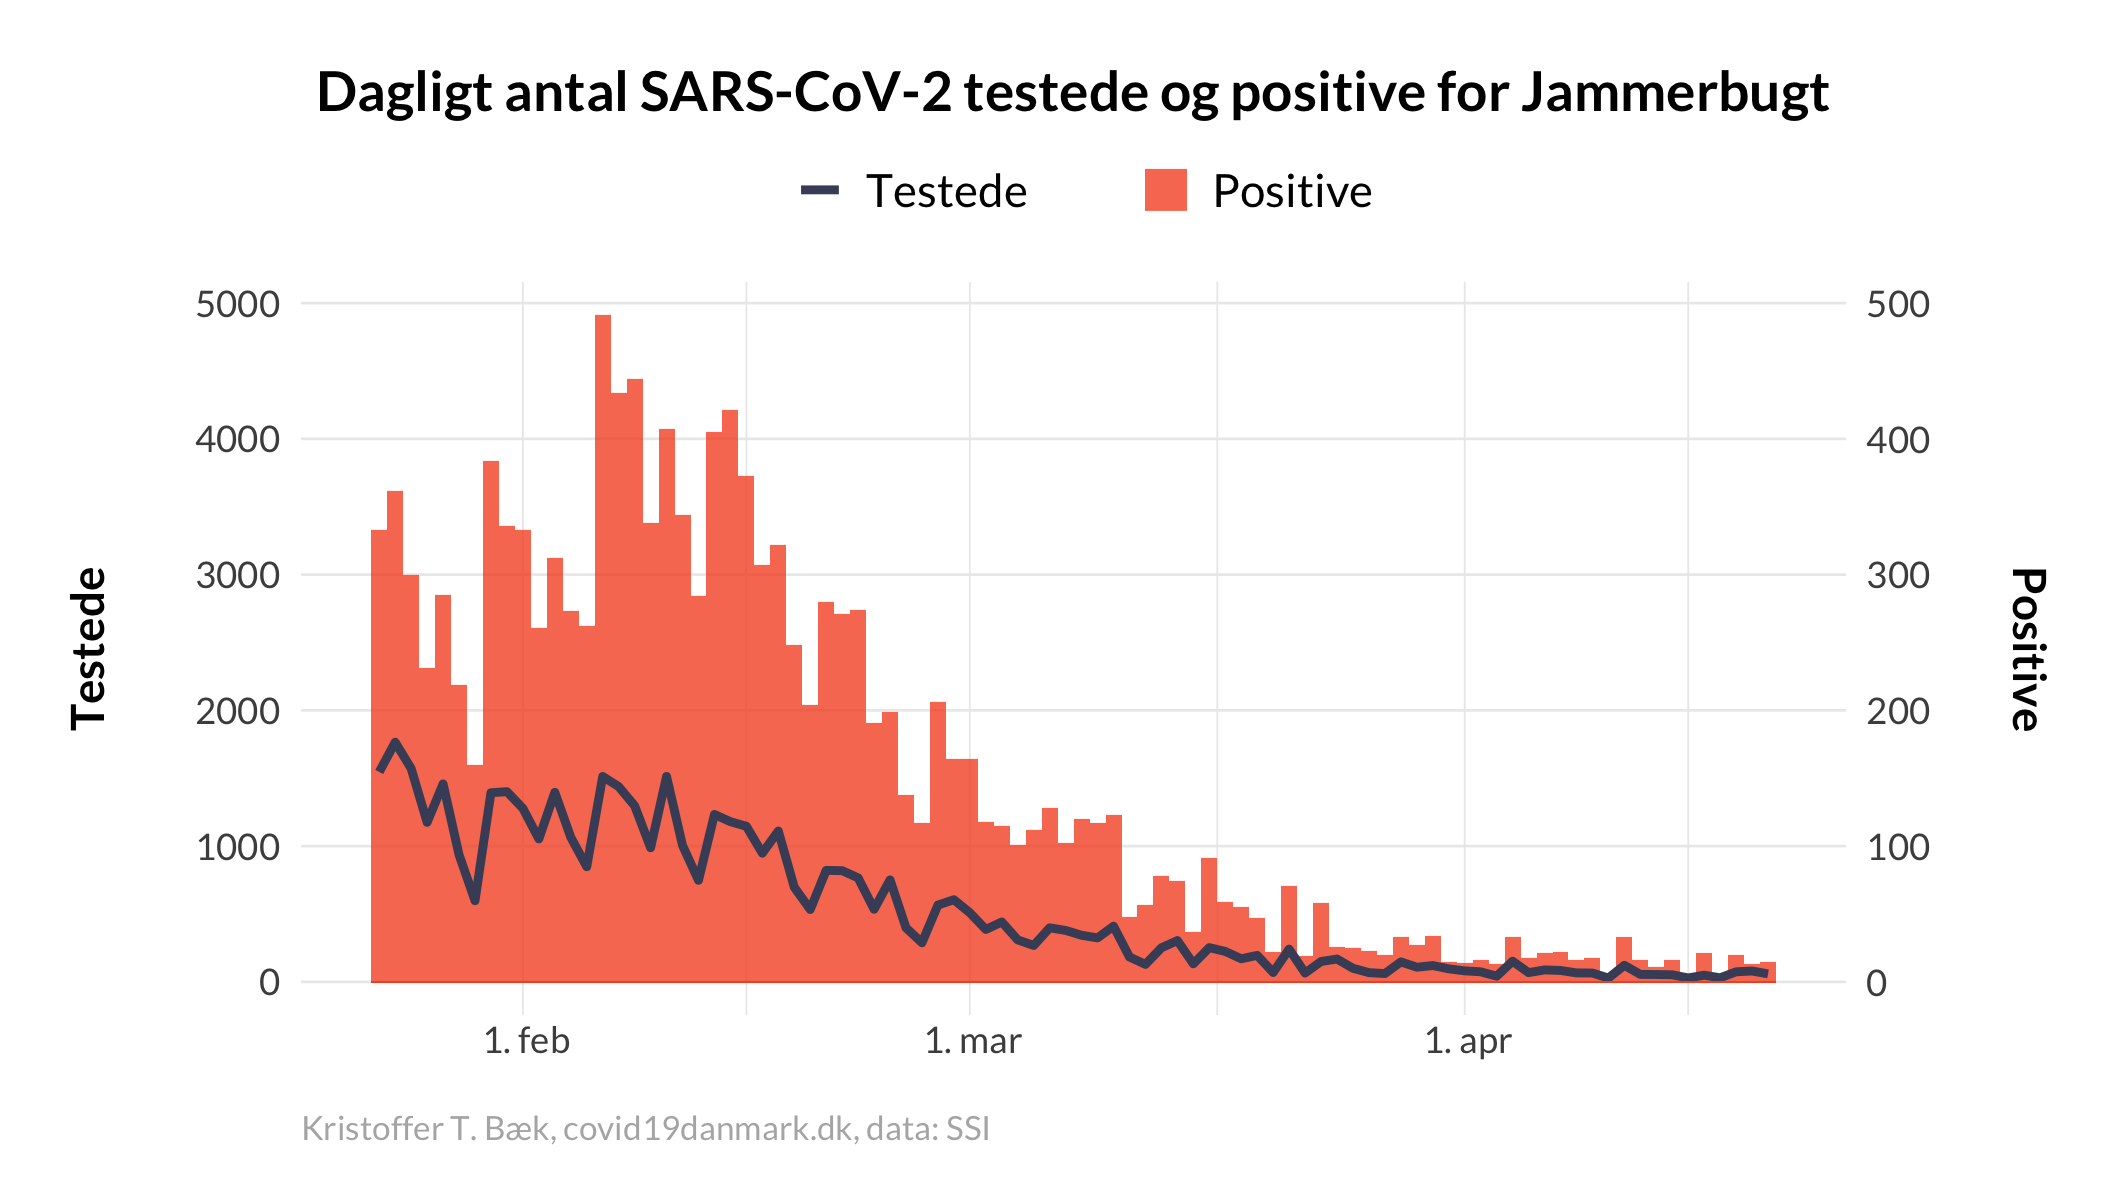 Dagligt antal SARS-CoV-2 testede og positive for Jammerbugt
Testede
Positive
5000
4000
3000
2000
1000
0
500
400
300
200
100
0
Testede
Positive
1. feb
1. mar
1. apr
Kristoffer T. Bæk, covid19danmark.dk, data: SSI